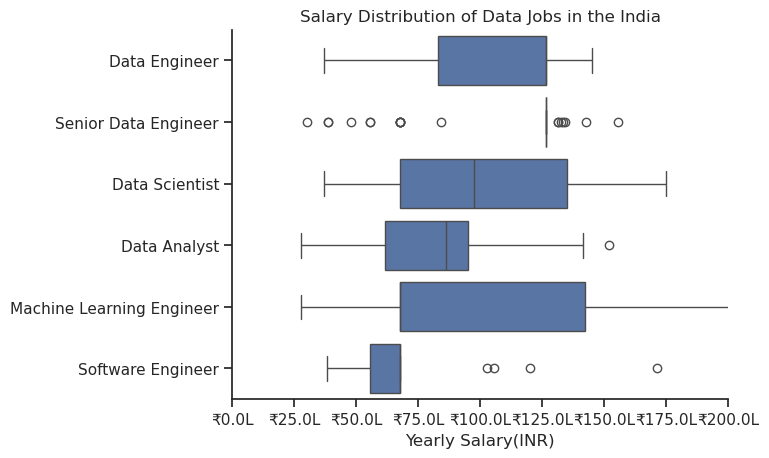 Salary Distribution of Data Jobs in the India
Data Engineer
Senior Data Engineer
Data Scientist
Data Analyst
Machine Learning Engineer
Software Engineer
₹0.0L ₹25.0L ₹50.0L ₹75.0L ₹100.0L ₹125.0L ₹150.0L ₹175.0L ₹200.0L
Yearly Salary(INR)